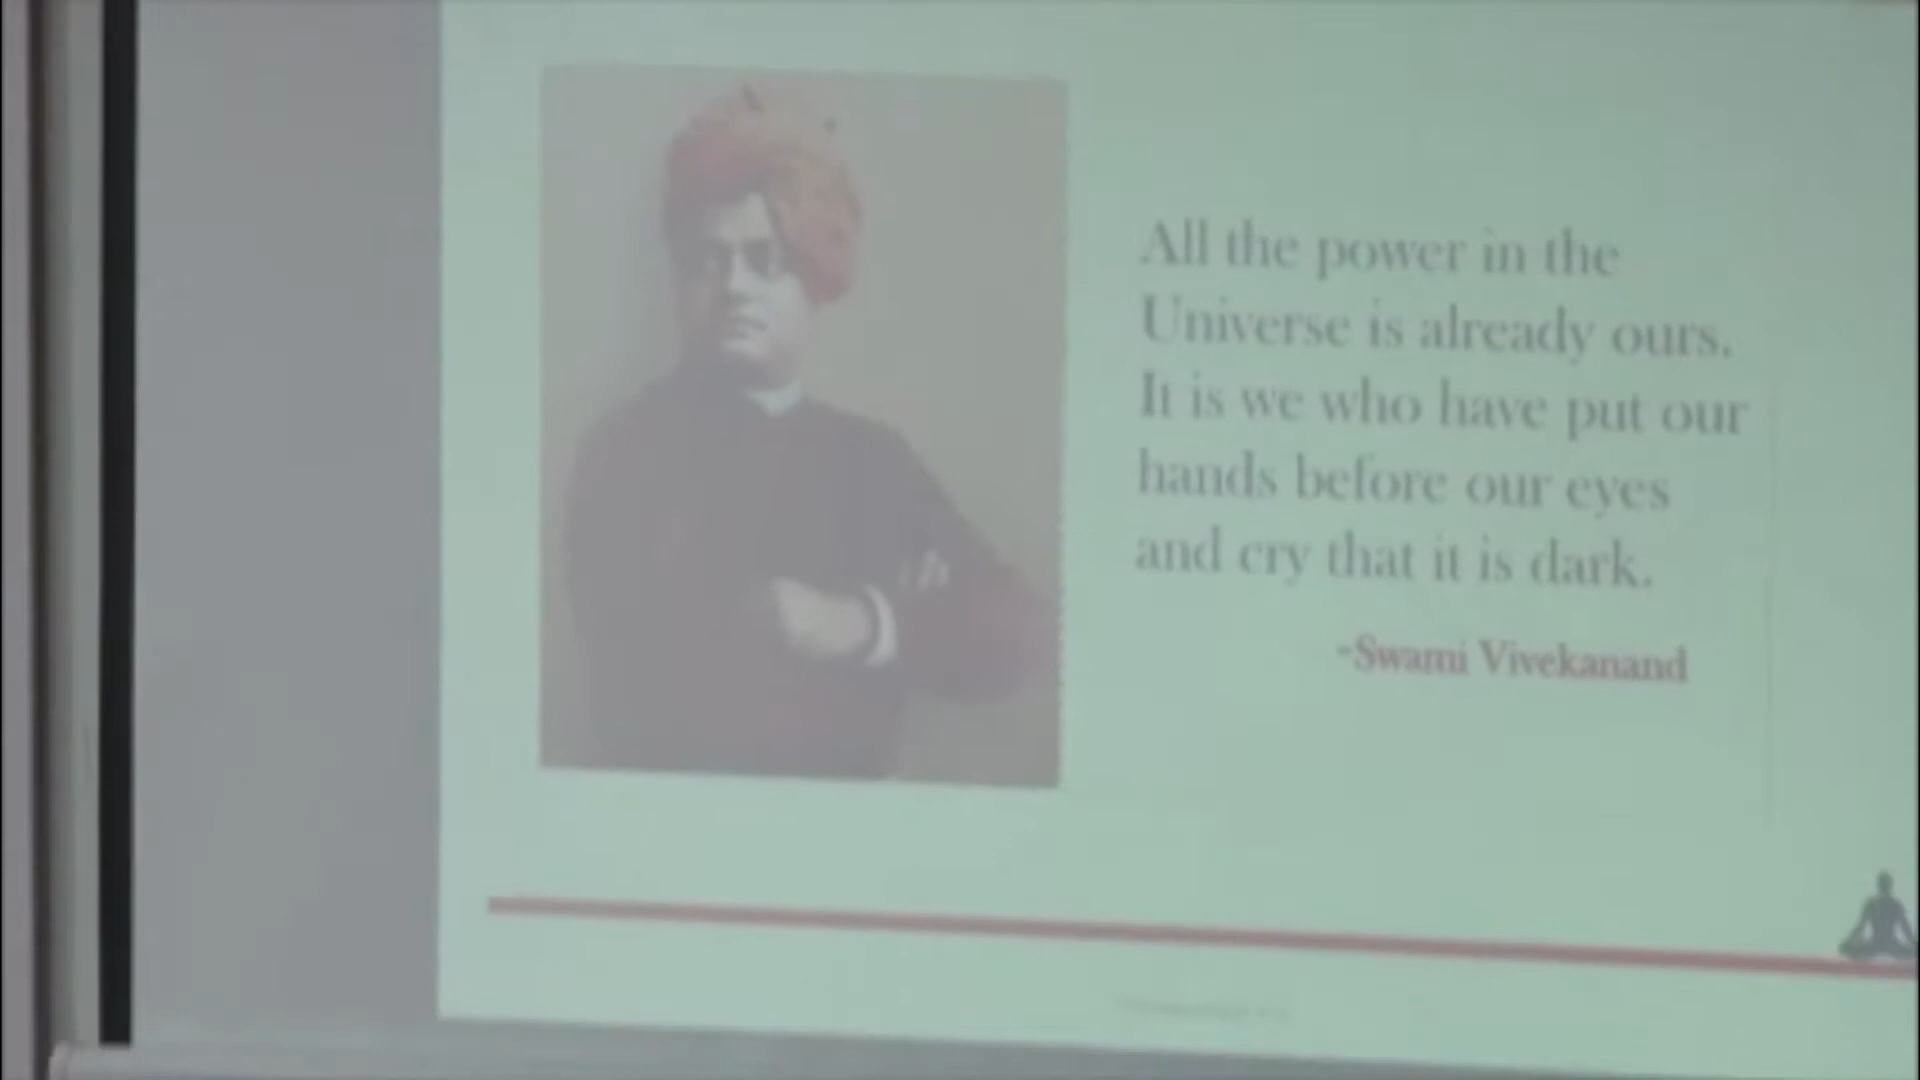 All the power in the
Universe is already ours.
It is we who have put our
hands before our eyes
and cry that it is dark.
-Swami Vivekanand